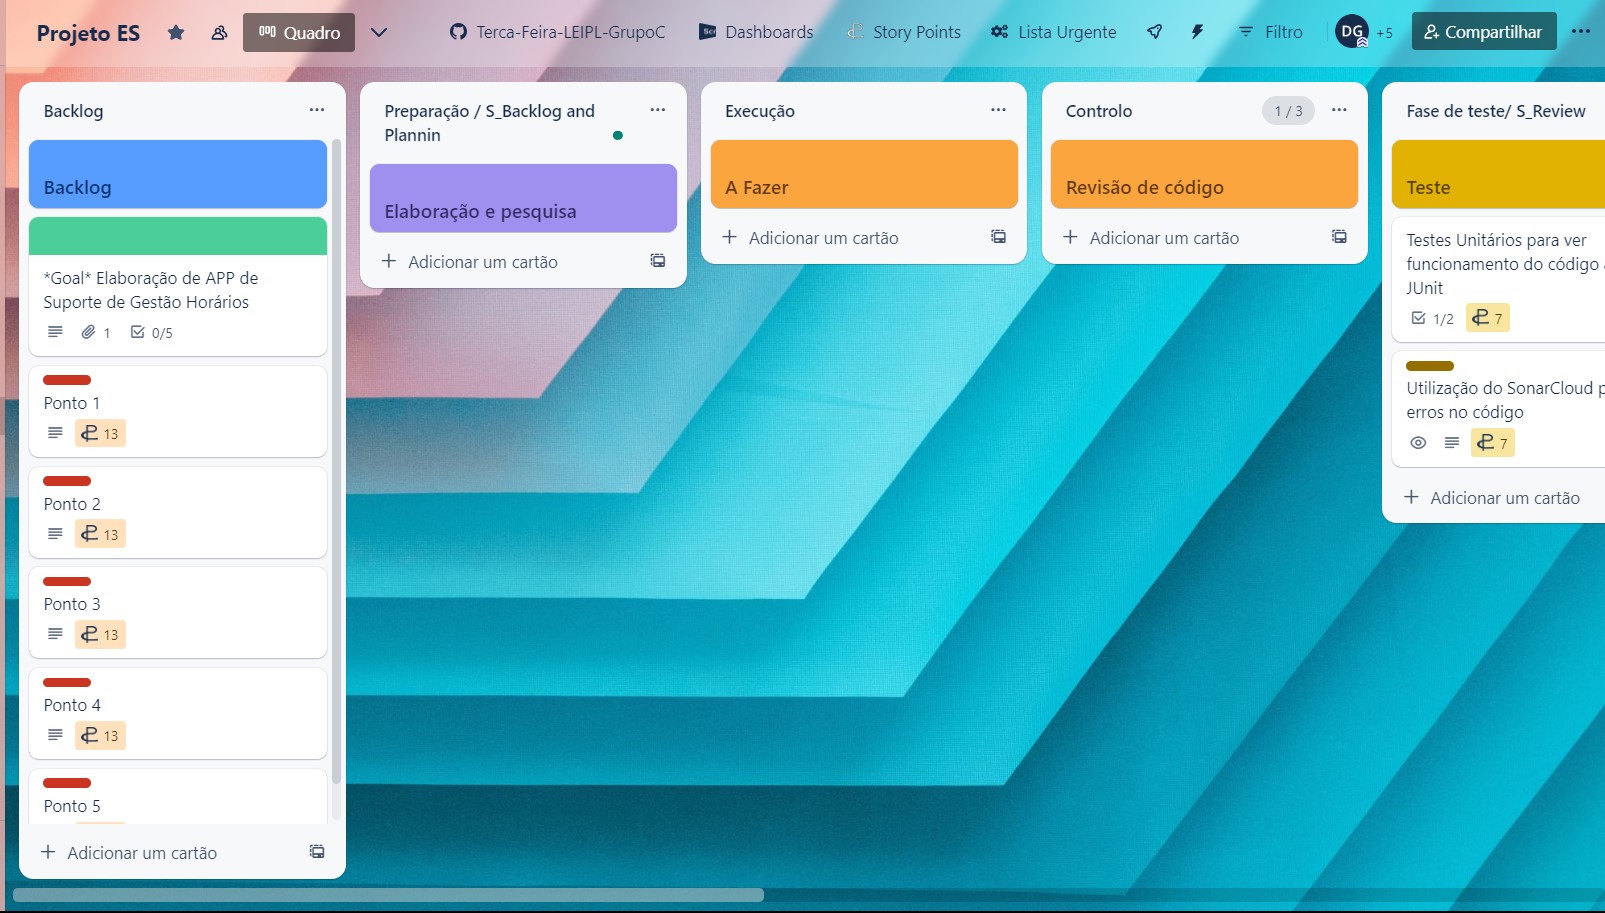 Projeto ES
Quadro
Terca-Feira-LEIPL-GrupoC
Dashboards
Story Points
Lista Urgente
Filtro
DG
+5
Compartilhar
Backlog
Backlog
*Goal* Elaboração de APP de
Suporte de Gestão Horários
1
0/5
Ponto 1
13
Ponto 2
13
Ponto 3
13
Ponto 4
13
Ponto 5
Adicionar um cartão
Preparação / S_Backlog and
Plannin
Elaboração e pesquisa
Adicionar um cartão
Execução
A Fazer
Adicionar um cartão
Controlo
1 / 3
Revisão de código
Adicionar um cartão
Fase de teste/ S_Review
Teste
Testes Unitários para ver
funcionamento do código
JUnit
1/2
7
Utilização do SonarCloud
erros no código
7
Adicionar um cartão